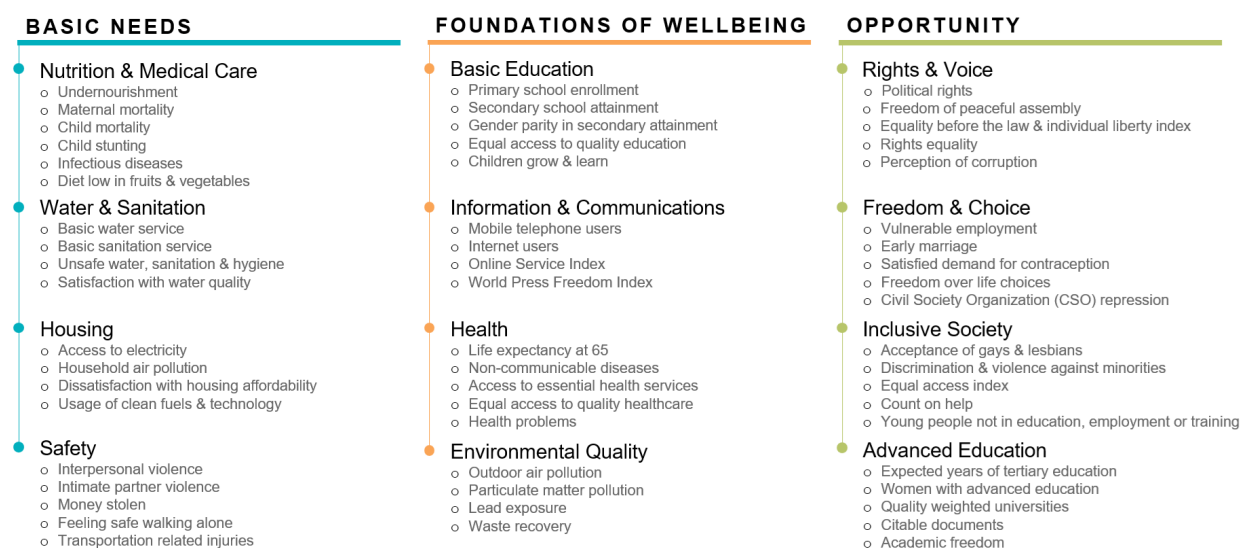 BASIC NEEDS
Nutrition & Medical Care
Undernourishment
Maternal mortality
Child mortality
Child stunting
Infectious diseases
Diet low in fruits & vegetables
Water & Sanitation
Basic water service
Basic sanitation service
Unsafe water, sanitation & hygiene
Satisfaction with water quality
Housing
Access to electricity
Household air pollution
Dissatisfaction with housing affordability
Usage of clean fuels & technology
Safety
Interpersonal violence
Intimate partner violence
Money stolen
Feeling safe walking alone
Transportation related injuries
FOUNDATIONS OF WELLBEING
Basic Education
Primary school enrollment
Secondary school attainment
Gender parity in secondary attainment
Equal access to quality education
Children grow & learn
Information & Communications
Mobile telephone users
Internet users
Online Service Index
World Press Freedom Index
Health
Life expectancy at 65
Non-communicable diseases
Access to essential health services
Equal access to quality healthcare
Health problems
Environmental Quality
Outdoor air pollution
Particulate matter pollution
Lead exposure
Waste recovery
OPPORTUNITY
Rights & Voice
Political rights
Freedom of peaceful assembly
Equality before the law & individual liberty index
Rights equality
Perception of corruption
Freedom & Choice
Vulnerable employment
Early marriage
Satisfied demand for contraception
Freedom over life choices
Civil Society Organization (CSO) repression
Inclusive Society
Acceptance of gays & lesbians
Discrimination & violence against minorities
Equal access index
Count on help
Young people not in education, employment or training
Advanced Education
Expected years of tertiary education
Women with advanced education
Quality weighted universities
Citable documents
Academic freedom